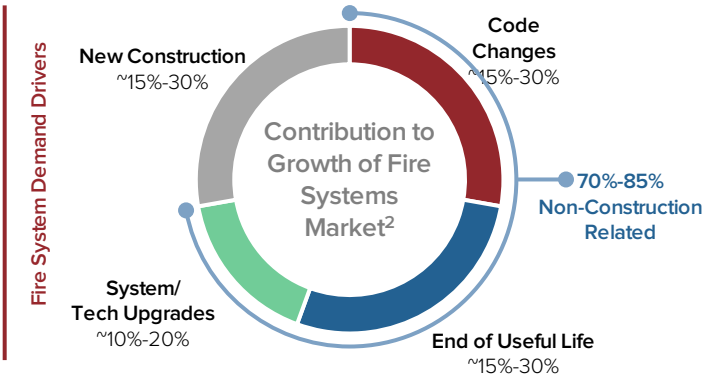 Fire System Demand Drivers
New Construction
~15%-30%
Code
Changes
~15%-30%
Contribution to
Growth of Fire
Systems
Market2
70%-85%
Non-Construction
Related
System/
Tech Upgrades
~10%-20%
End of Useful Life
~15%-30%